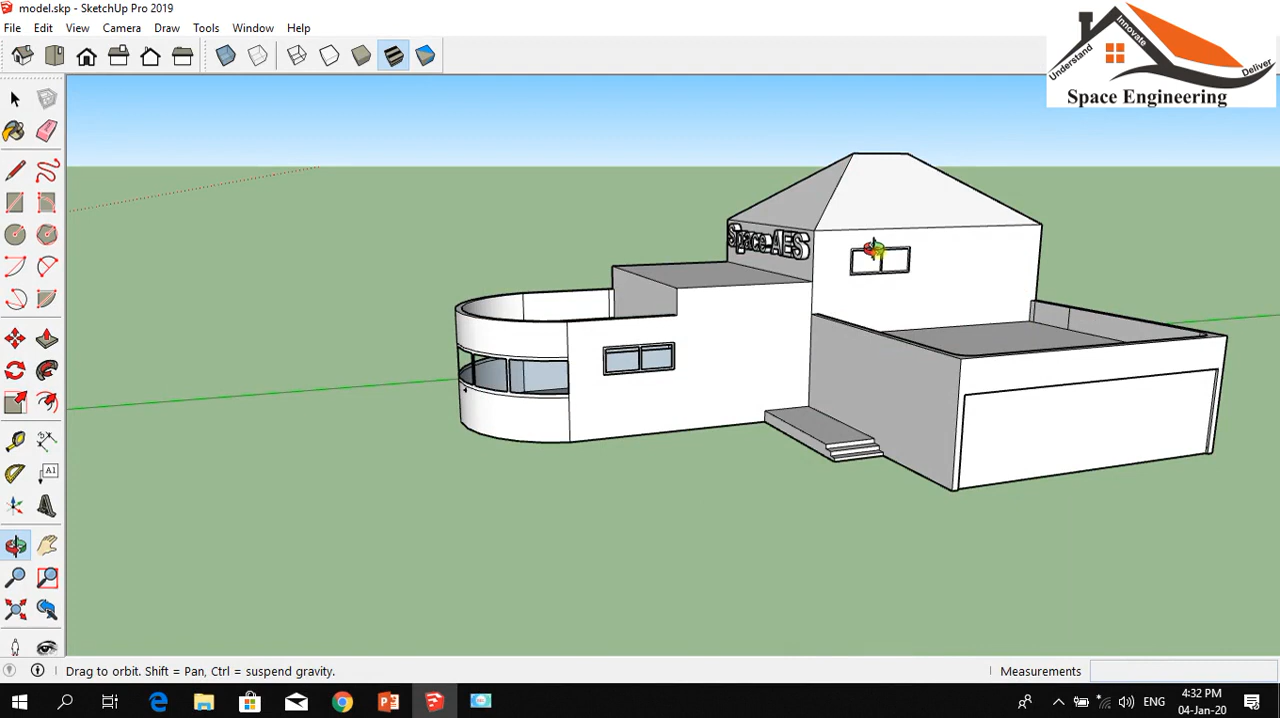 model.skp - SketchUp Pro 2019
File Edit View Camera Draw Tools Window Help
Understand
Innovate
Deliver
Space Engineering
SpaceAES
A1
Drag to orbit. Shift = Pan, Ctrl = suspend gravity.
Measurements
ENG
4:32 PM
04-Jan-20